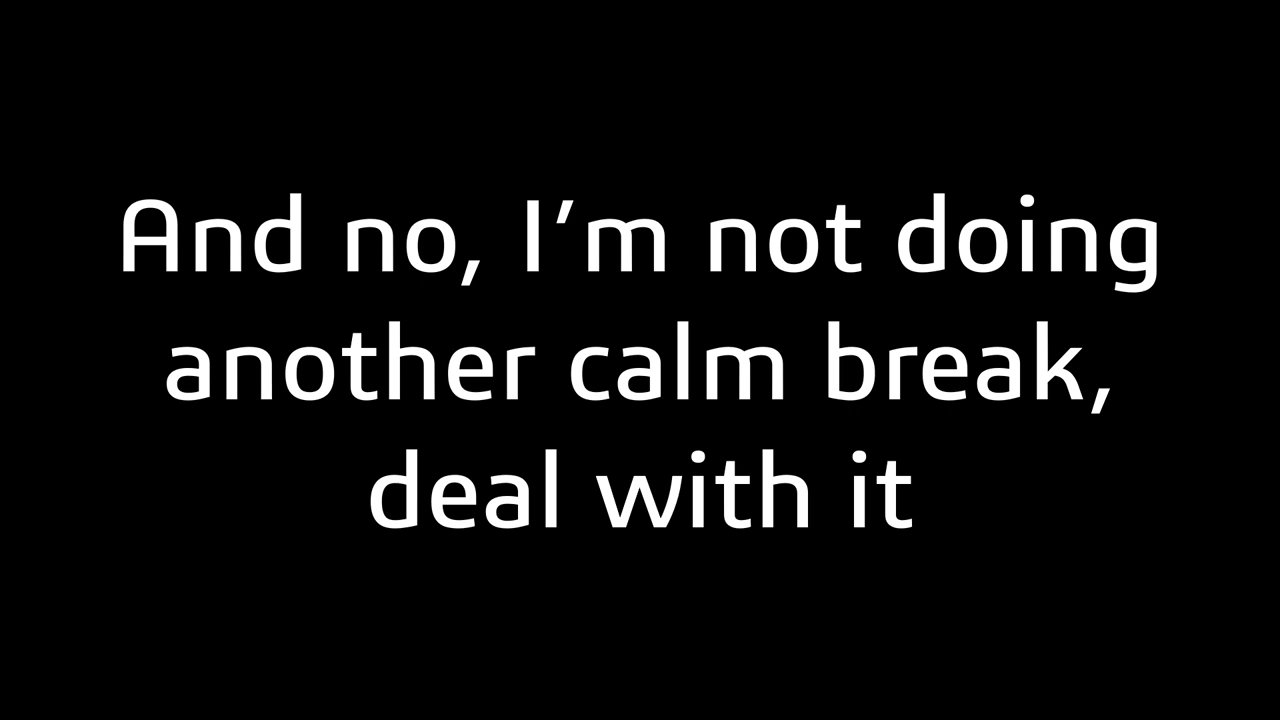 And no, I’m not doing
another calm break,
deal with it